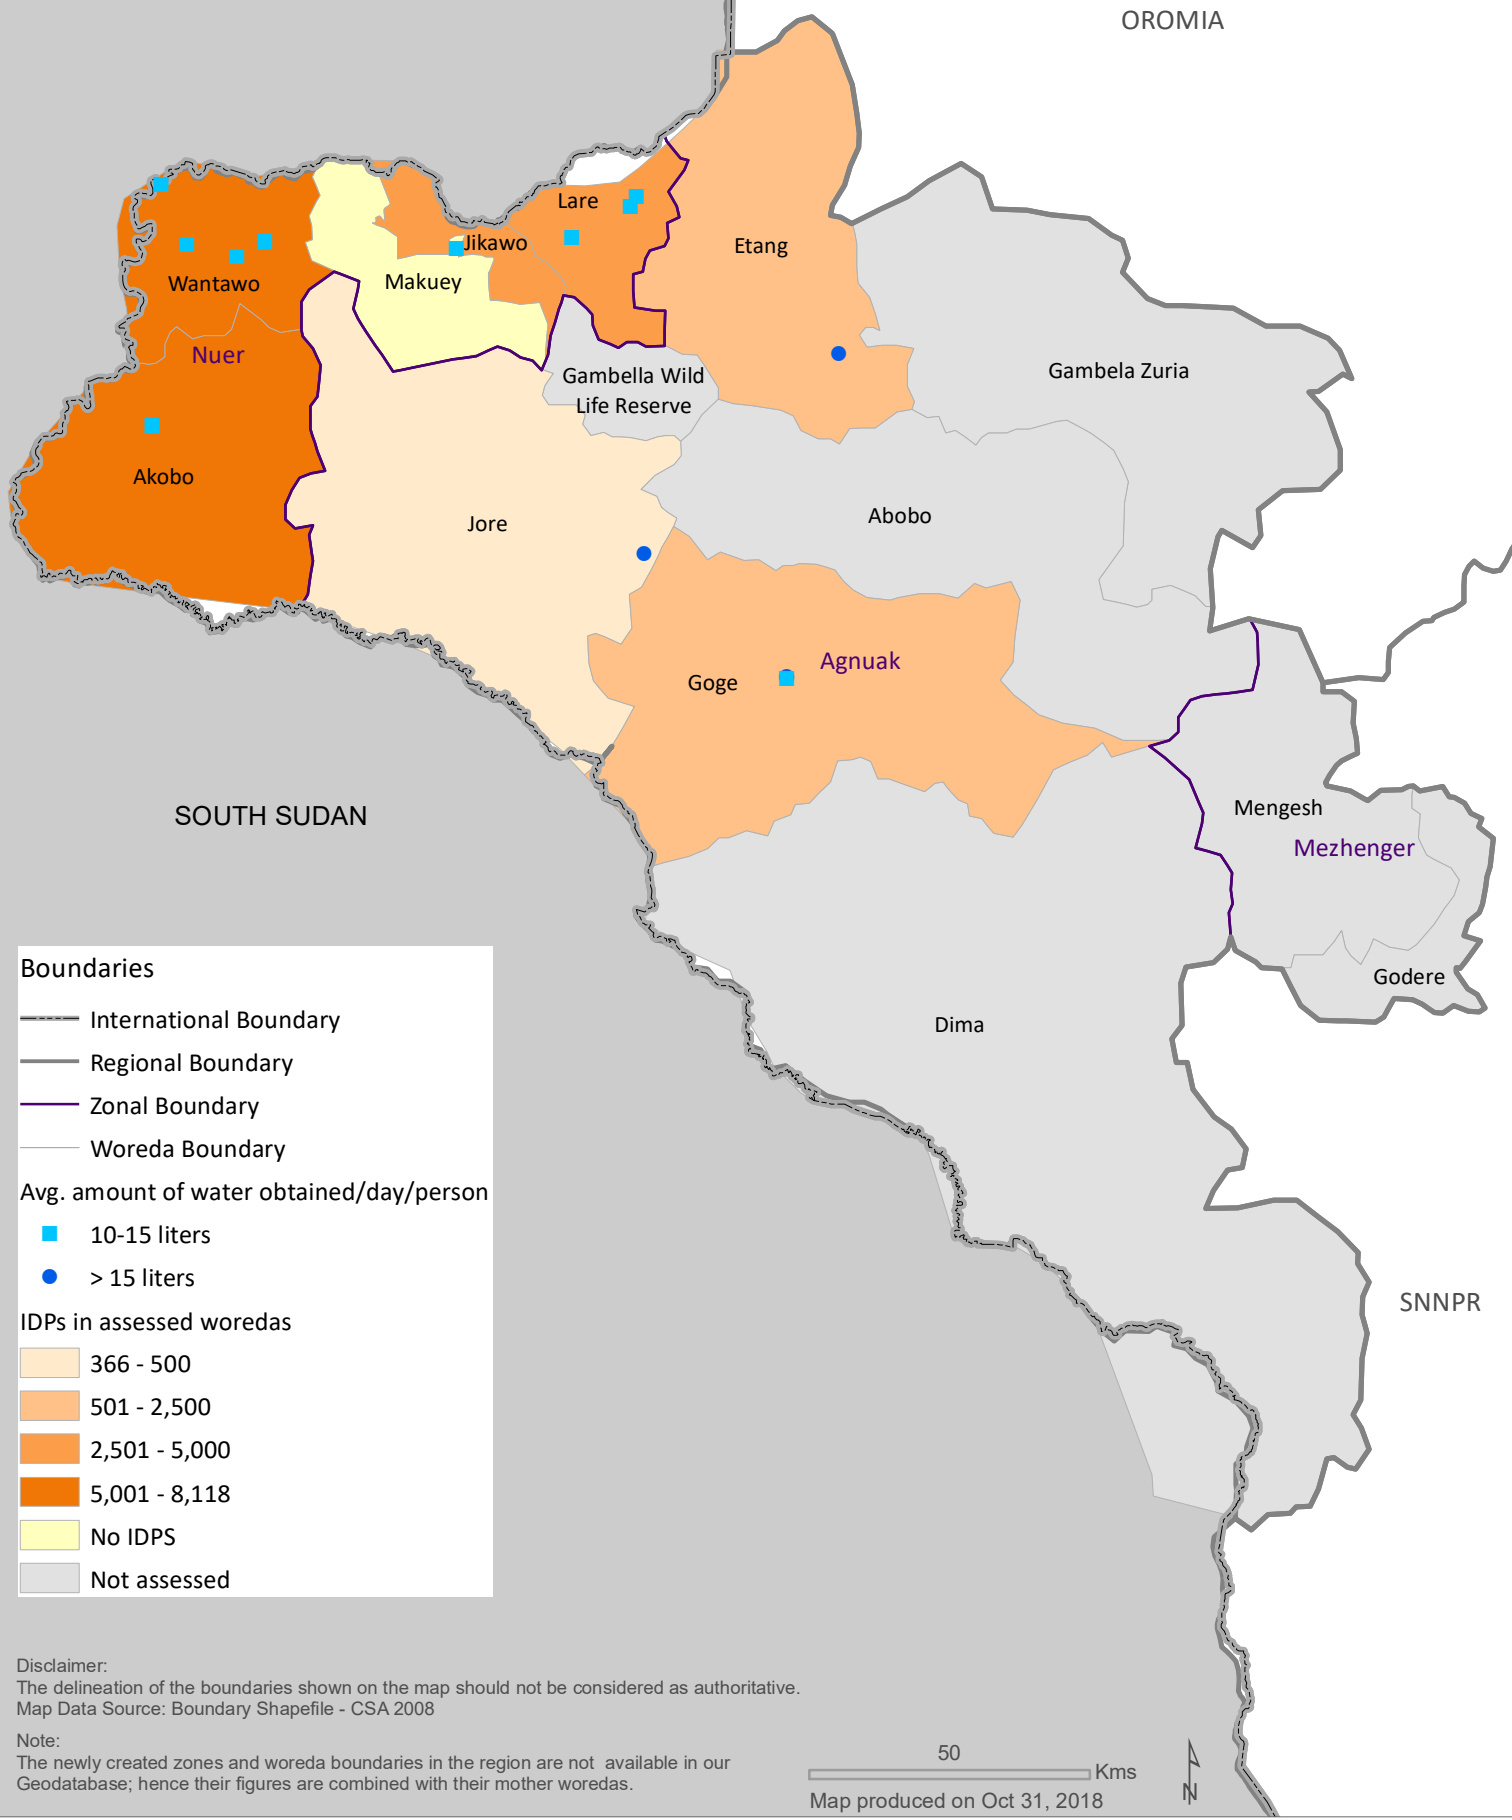 OROMIA
Lare
Jikawo
Etang
Wantawo
Makuey
Nuer
Gambella Wild
Life Reserve
Gambela Zuria
Akobo
Jore
Abobo
Goge
Agnuak
SOUTH SUDAN
Mengesh
Mezhenger
Godere
Dima
SNNPR
Boundaries
International Boundary
Regional Boundary
Zonal Boundary
Woreda Boundary
Avg. amount of water obtained/day/person
10-15 liters
> 15 liters
IDPs in assessed woredas
366 - 500
501 - 2,500
2,501 - 5,000
5,001 - 8,118
No IDPS
Not assessed
Disclaimer:
The delineation of the boundaries shown on the map should not be considered as authoritative.
Map Data Source: Boundary Shapefile - CSA 2008
Note:
The newly created zones and woreda boundaries in the region are not available in our
Geodatabase; hence their figures are combined with their mother woredas.
50
Kms
Map produced on Oct 31, 2018
N